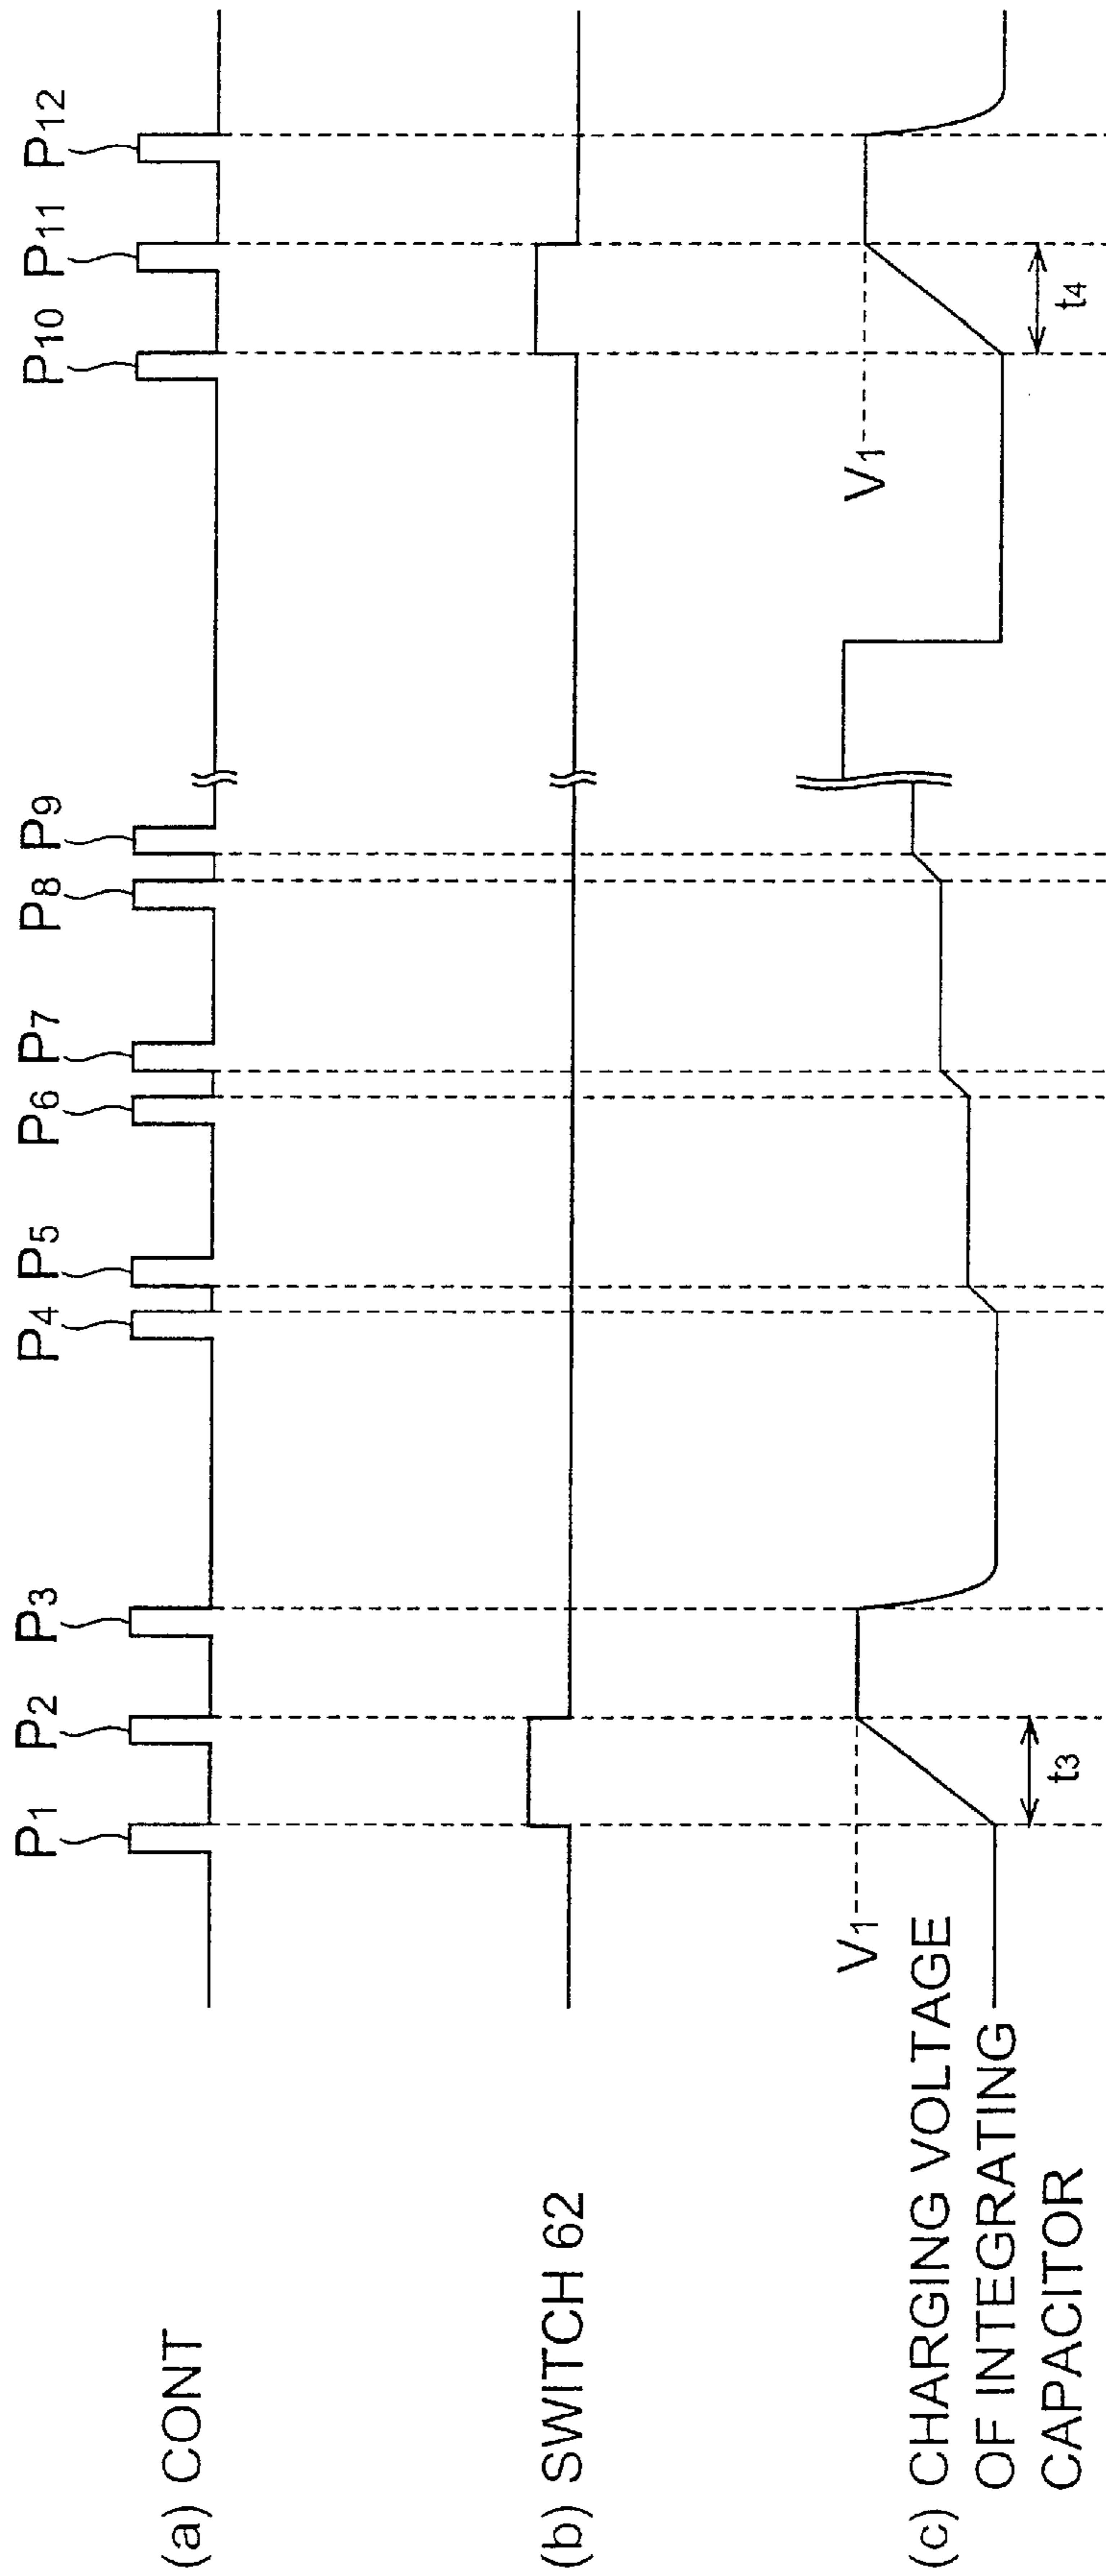 (a) CONT
P1
P2
P3
P4
P5
P6
P7
P8
P9
P10
P11
P12
(b) SWITCH 62
(c) CHARGING VOLTAGE
OF INTEGRATING
CAPACITOR
V1
t3
V1
t4